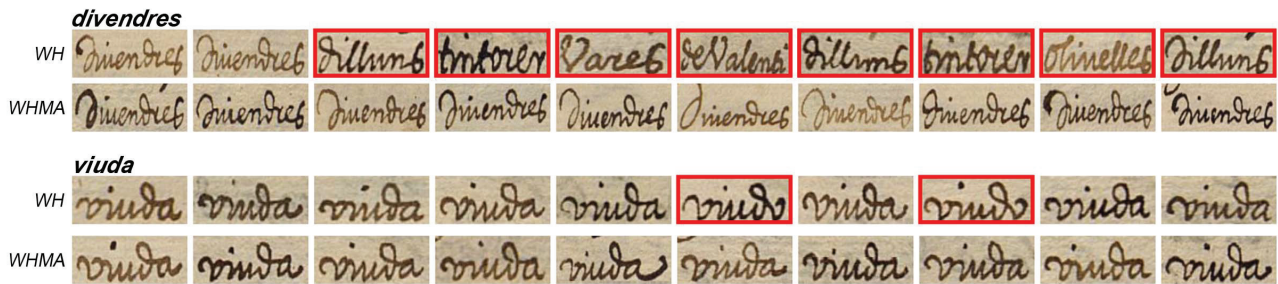 divendres
WH Divendres Divendres dilluns tintorer Vares deValenti dilluns tintorer olivelles dilluns
WHMA Divendres Divendres Divendres Divendres Divendres Divendres Divendres Divendres Divendres Divendres
viuda
WH viuda viuda viuda viuda viuda viudo viuda viudo viuda viuda
WHMA viuda viuda viuda viuda viuda viuda viuda viuda viuda viuda